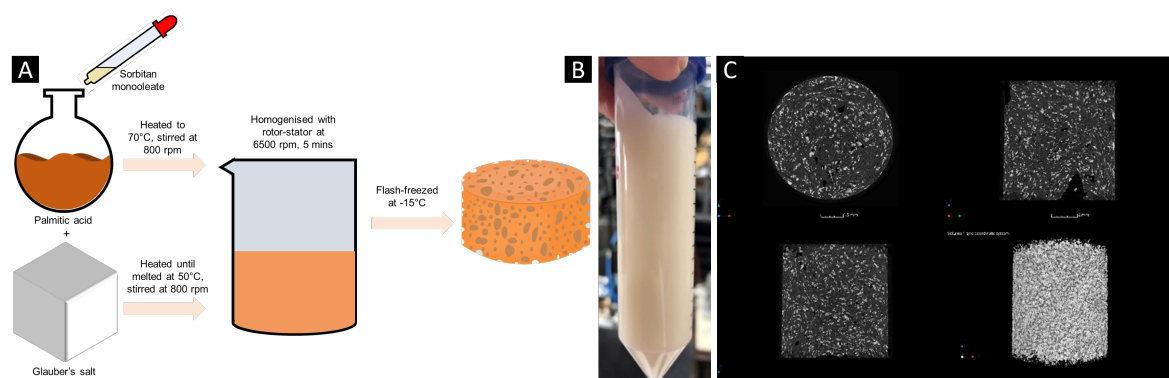 A
Sorbitan
monooleate
Palmitic acid
+
Glauber's salt
Heated to
70°C, stirred at
800 rpm
Heated until
melted at 50°C,
stirred at 800 rpm
Homogenised with
rotor-stator at
6500 rpm, 5 mins
Flash-freezed
at -15°C
B
C